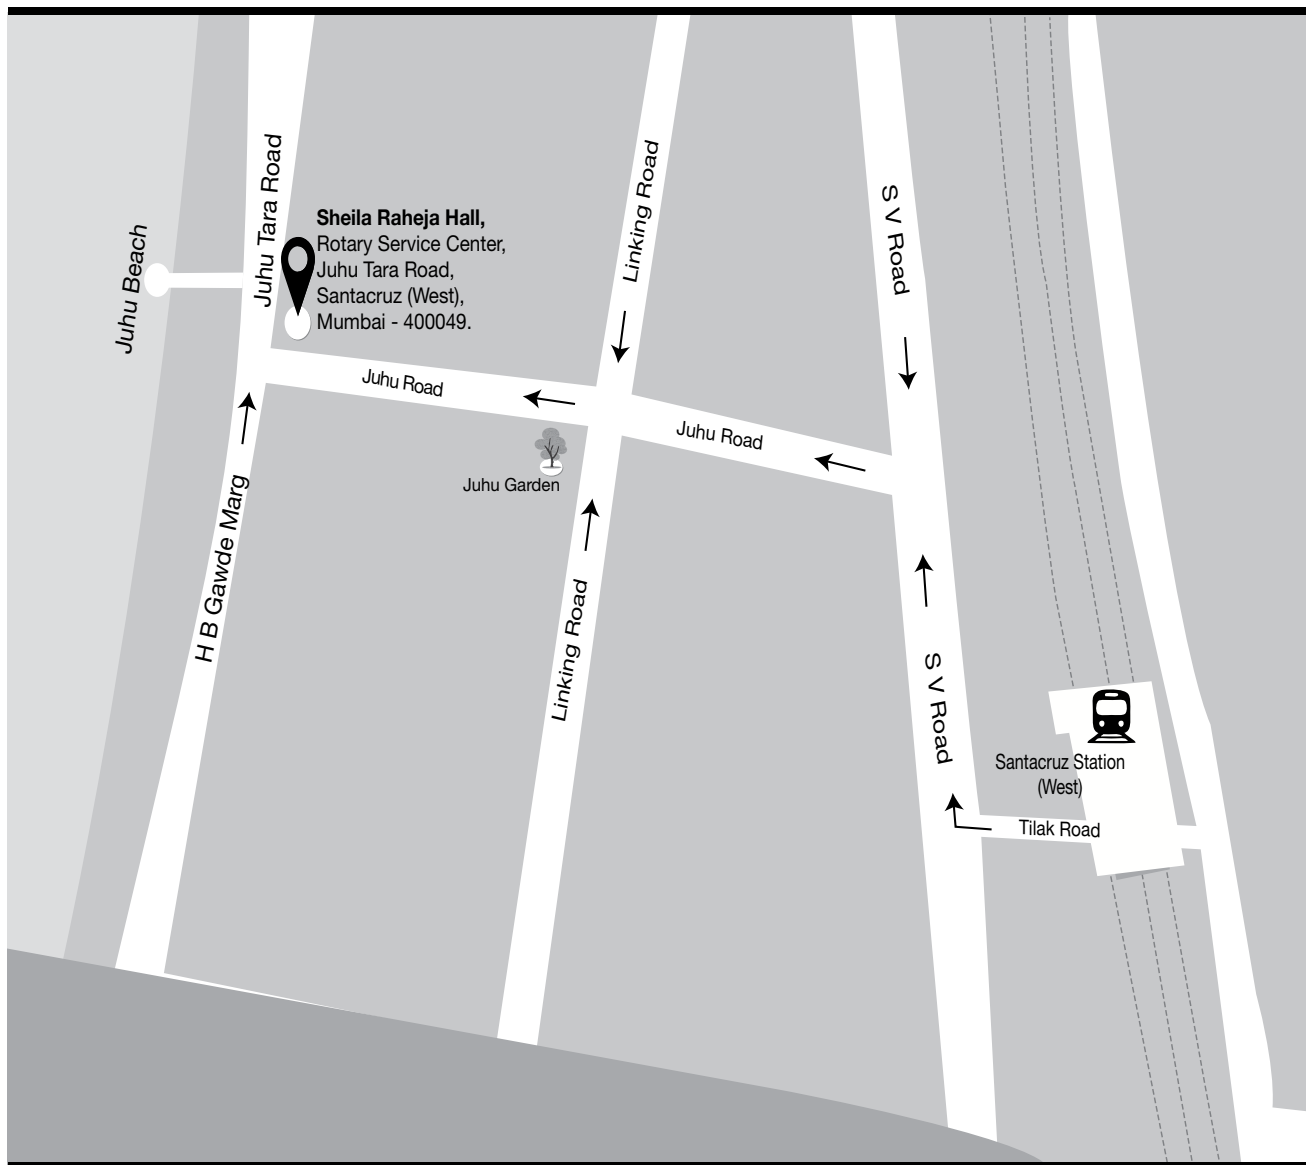 Juhu Tara Road
Linking Road
S V Road
Juhu Beach
Sheila Raheja Hall,
Rotary Service Center,
Juhu Tara Road,
Santacruz (West),
Mumbai - 400049.
Juhu Road
Juhu Road
Juhu Garden
H B Gawde Marg
Linking Road
S V Road
Santacruz Station
(West)
Tilak Road